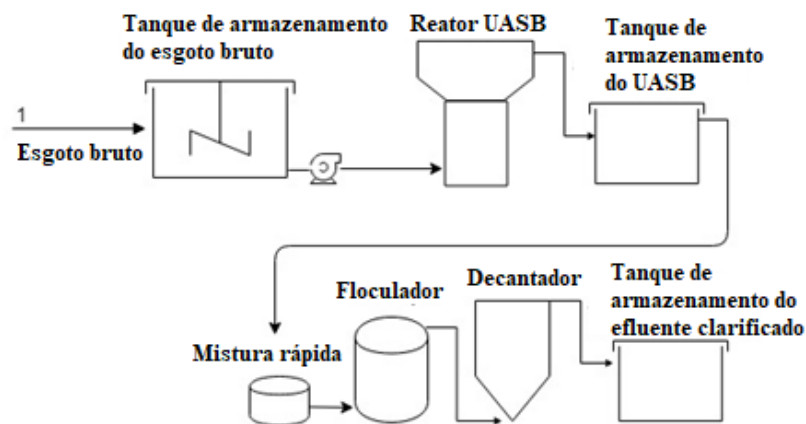 Tanque de armazenamento
do esgoto bruto
Reator UASB
Tanque de
armazenamento
do UASB
1
Esgoto bruto
Mistura rápida
Floculador
Decantador
Tanque de
armazenamento do
efluente clarificado